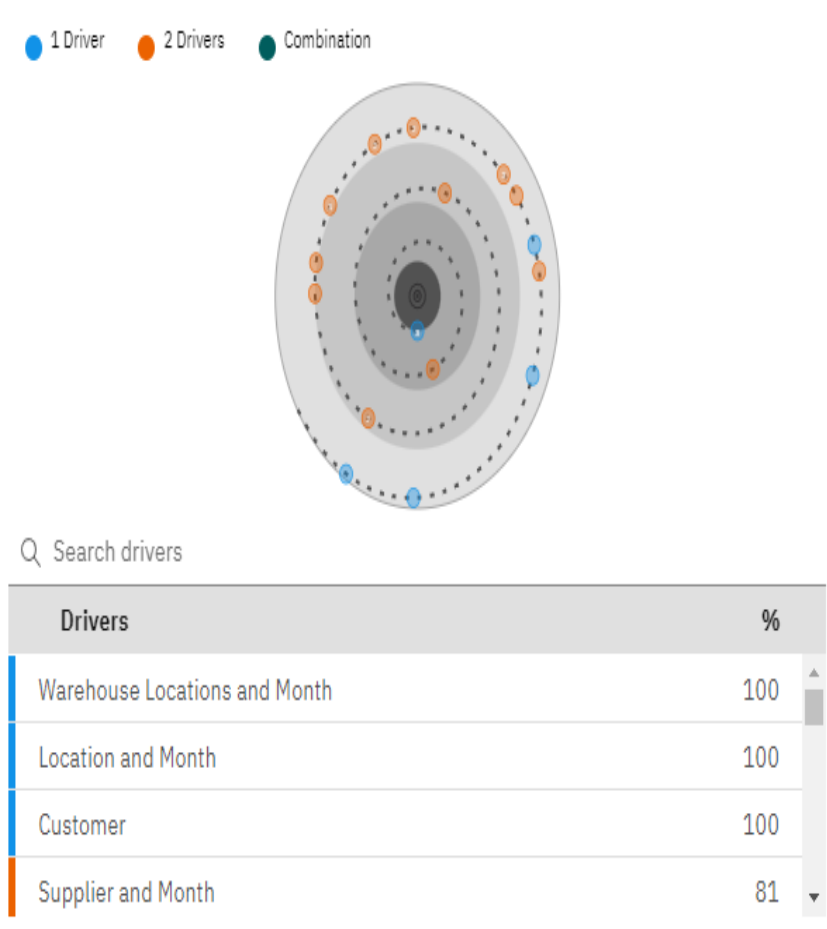 1 Driver 2 Drivers Combination
Search drivers
Drivers %
Warehouse Locations and Month 100
Location and Month 100
Customer 100
Supplier and Month 81